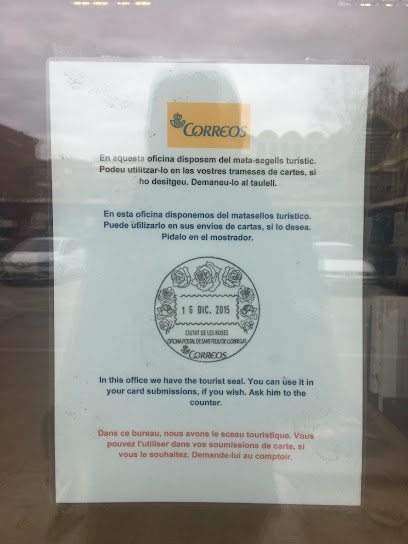 CORREOS
En aquesta oficina disposem del mata-segells turístic.
Podeu utilitzar-lo en les vostres trameses de cartes, si
ho desitgeu. Demaneu-lo al taulell.
En esta oficina disponemos del matasellos turístico.
Puede utilizarlo en sus envíos de cartas, si lo desea.
Pídalo en el mostrador.
16 DIC. 2015
CIUTAT DE LES ROSES
OFICINA POSTAL DE SANT FELIU DE LLOBREGAT
CORREOS
In this office we have the tourist seal. You can use it in
your card submissions, if you wish. Ask him to the
counter.
Dans ce bureau, nous avons le sceau touristique. Vous
pouvez l'utiliser dans vos soumissions de carte, si
vous le souhaitez. Demande-lui au comptoir.